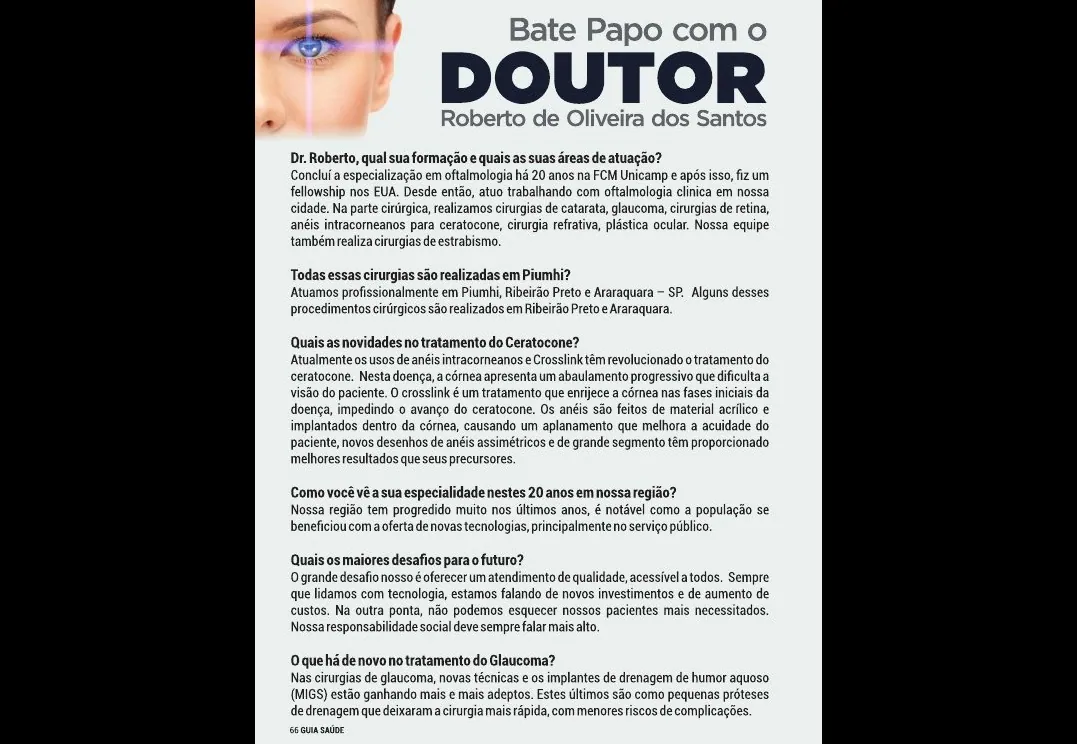 Bate Papo com o
DOUTOR
Roberto de Oliveira dos Santos
Dr. Roberto, qual sua formação e quais as suas áreas de atuação?
Concluí a especialização em oftalmologia há 20 anos na FCM Unicamp e após isso, fiz um
fellowship nos EUA. Desde então, atuo trabalhando com oftalmologia clinica em nossa
cidade. Na parte cirúrgica, realizamos cirurgias de catarata, glaucoma, cirurgias de retina,
anéis intracorneanos para ceratocone, cirurgia refrativa, plástica ocular. Nossa equipe
também realiza cirurgias de estrabismo.
Todas essas cirurgias são realizadas em Piumhi?
Atuamos profissionalmente em Piumhi, Ribeirão Preto e Araraquara – SP. Alguns desses
procedimentos cirúrgicos são realizados em Ribeirão Preto e Araraquara.
Quais as novidades no tratamento do Ceratocone?
Atualmente os usos de anéis intracorneanos e Crosslink têm revolucionado o tratamento do
ceratocone. Nesta doença, a córnea apresenta um abaulamento progressivo que dificulta a
visão do paciente. O crosslink é um tratamento que enrijece a córnea nas fases iniciais da
doença, impedindo o avanço do ceratocone. Os anéis são feitos de material acrílico e
implantados dentro da córnea, causando um aplanamento que melhora a acuidade do
paciente, novos desenhos de anéis assimétricos e de grande segmento têm proporcionado
melhores resultados que seus precursores.
Como você vê a sua especialidade nestes 20 anos em nossa região?
Nossa região tem progredido muito nos últimos anos, é notável como a população se
beneficiou com a oferta de novas tecnologias, principalmente no serviço público.
Quais os maiores desafios para o futuro?
O grande desafio nosso é oferecer um atendimento de qualidade, acessível a todos. Sempre
que lidamos com tecnologia, estamos falando de novos investimentos e de aumento de
custos. Na outra ponta, não podemos esquecer nossos pacientes mais necessitados.
Nossa responsabilidade social deve sempre falar mais alto.
O que há de novo no tratamento do Glaucoma?
Nas cirurgias de glaucoma, novas técnicas e os implantes de drenagem de humor aquoso
(MIGS) estão ganhando mais e mais adeptos. Estes últimos são como pequenas próteses
de drenagem que deixaram a cirurgia mais rápida, com menores riscos de complicações.
66 GUIA SAÚDE